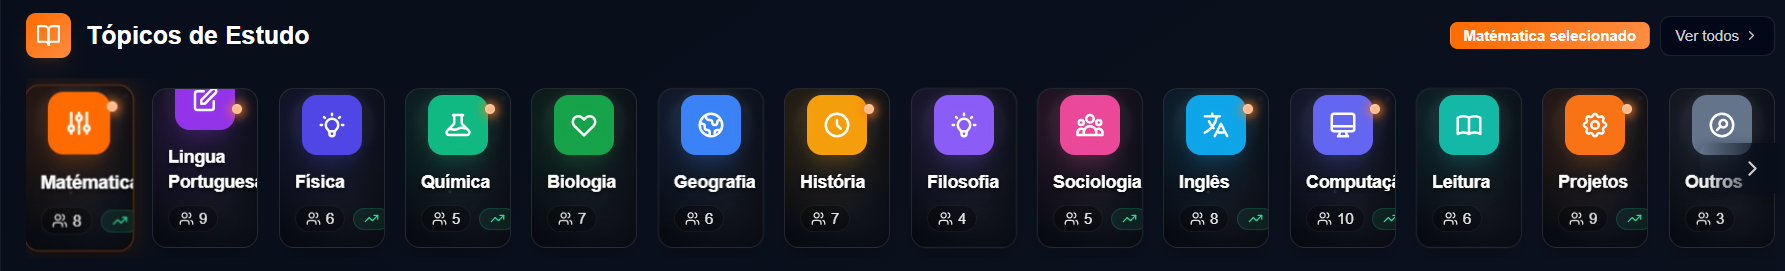 Tópicos de Estudo
Matématica selecionado
Ver todos
Matématica
8
Lingua
Portuguesa
9
Física
6
Química
5
Biologia
7
Geografia
6
História
7
Filosofia
4
Sociologia
5
Inglês
8
Computaçã
10
Leitura
6
Projetos
9
Outros
3